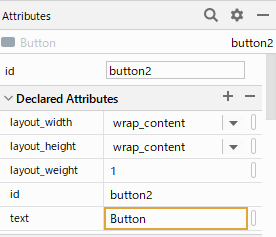 Attributes
Button button2
id button2
Declared Attributes
layout_width wrap_content
layout_height wrap_content
layout_weight 1
id button2
text Button